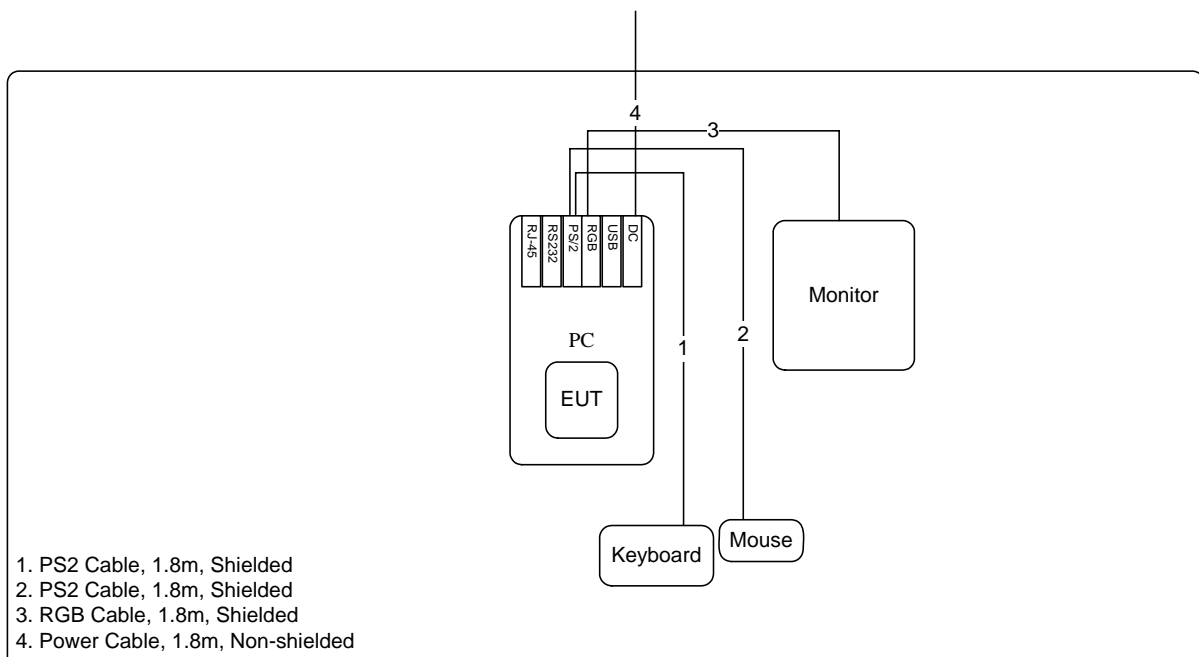 4
3
RJ-45
RS232
PS/2
RGB
USB
DC
Monitor
PC
1
2
EUT
Keyboard
Mouse
1. PS2 Cable, 1.8m, Shielded
2. PS2 Cable, 1.8m, Shielded
3. RGB Cable, 1.8m, Shielded
4. Power Cable, 1.8m, Non-shielded